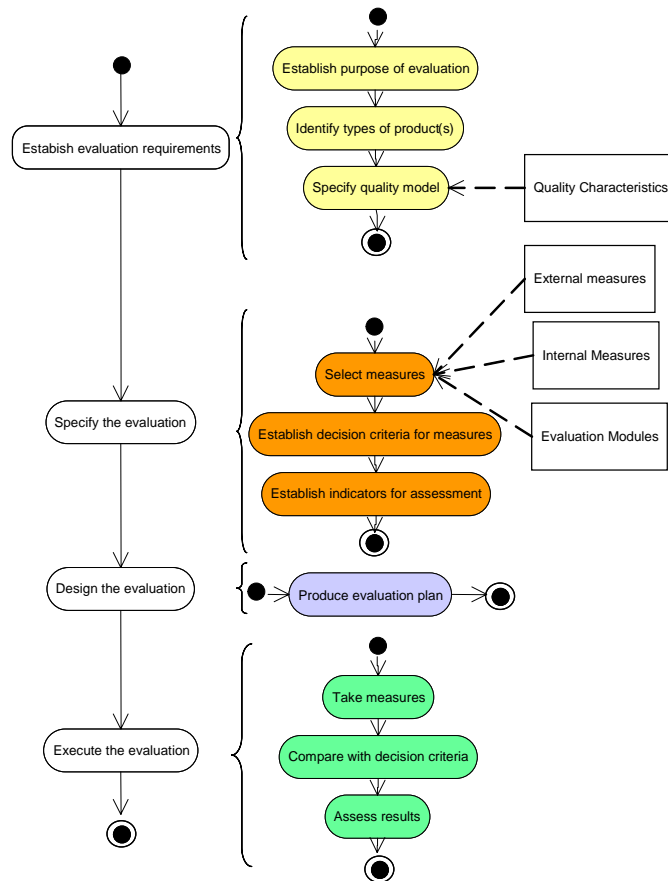 Estabish evaluation requirements
Establish purpose of evaluation
Identify types of product(s)
Specify quality model
Quality Characteristics
Specify the evaluation
Select measures
Establish decision criteria for measures
Establish indicators for assessment
External measures
Internal Measures
Evaluation Modules
Design the evaluation
Produce evaluation plan
Execute the evaluation
Take measures
Compare with decision criteria
Assess results